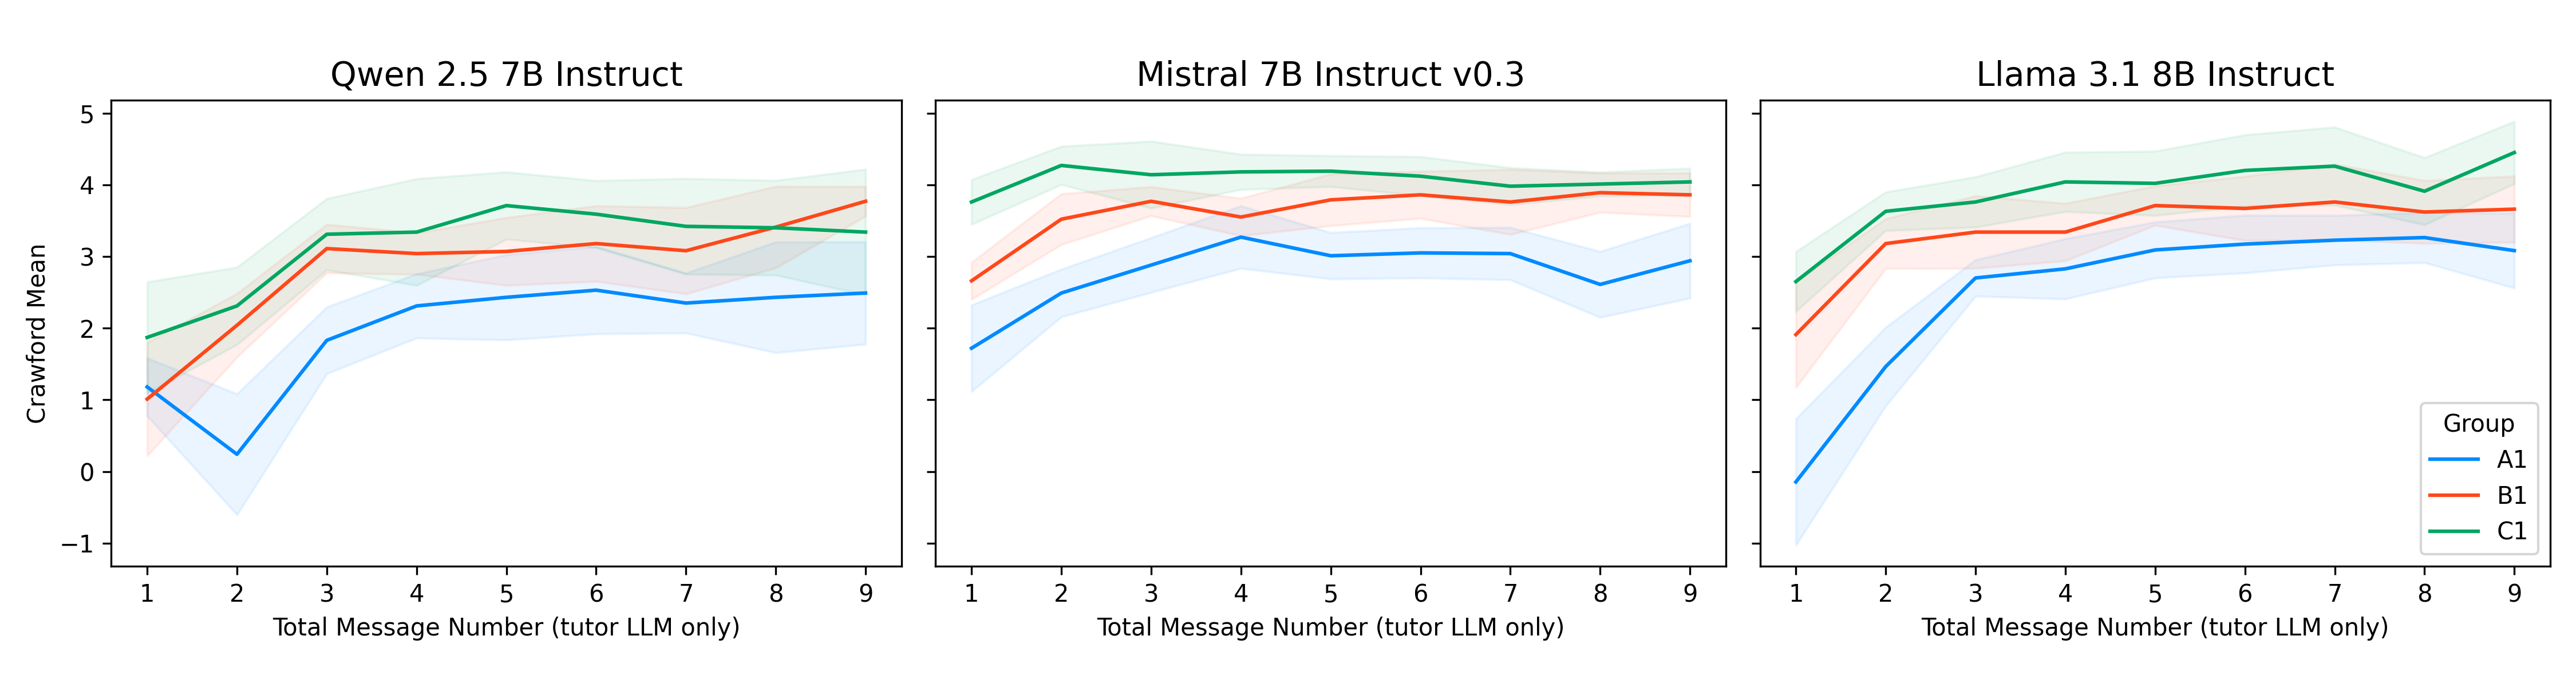 Qwen 2.5 7B Instruct
Mistral 7B Instruct v0.3
Llama 3.1 8B Instruct
Crawford Mean
5
4
3
2
1
0
−1
1 2 3 4 5 6 7 8 9
Total Message Number (tutor LLM only)
1 2 3 4 5 6 7 8 9
Total Message Number (tutor LLM only)
Group
A1
B1
C1
1 2 3 4 5 6 7 8 9
Total Message Number (tutor LLM only)